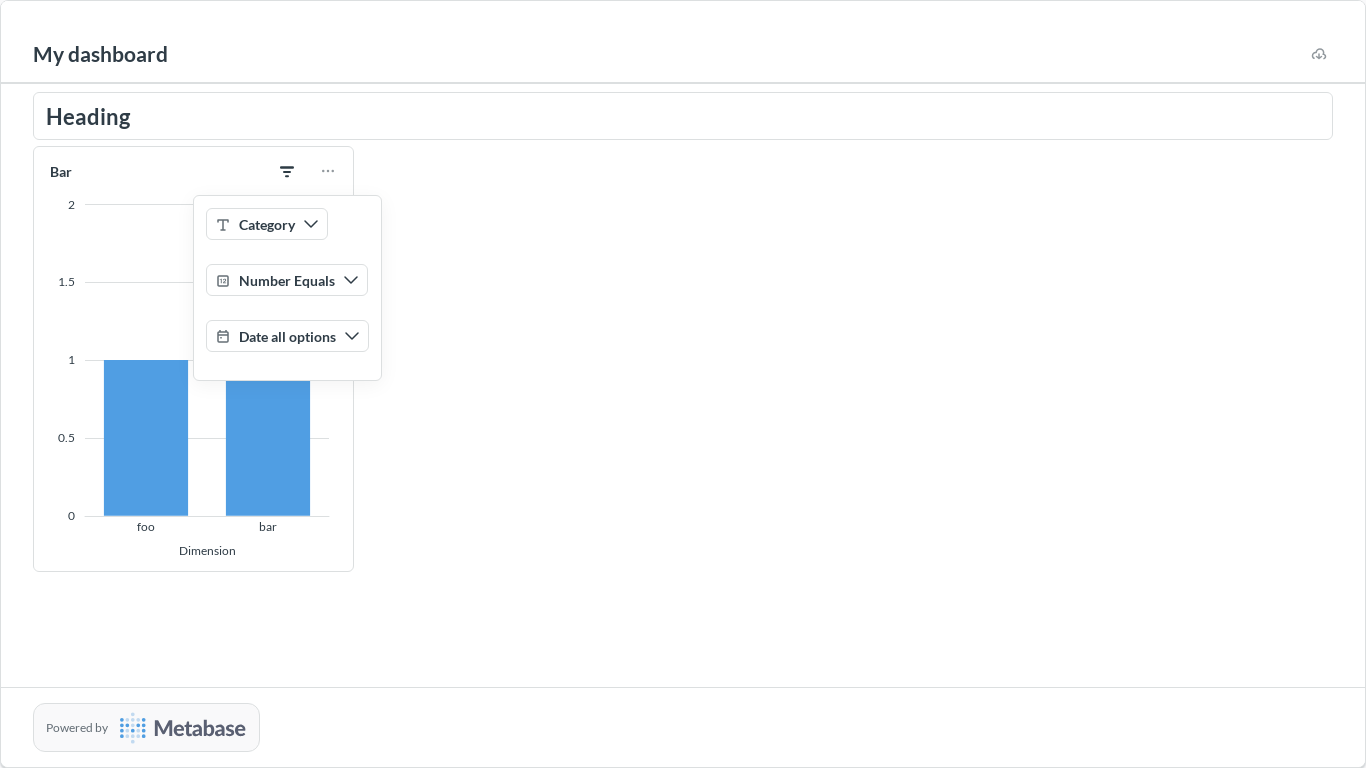 My dashboard
Heading
Bar
2
Category
1.5
Number Equals
Date all options
1
0.5
0
foo bar
Dimension
Powered by Metabase